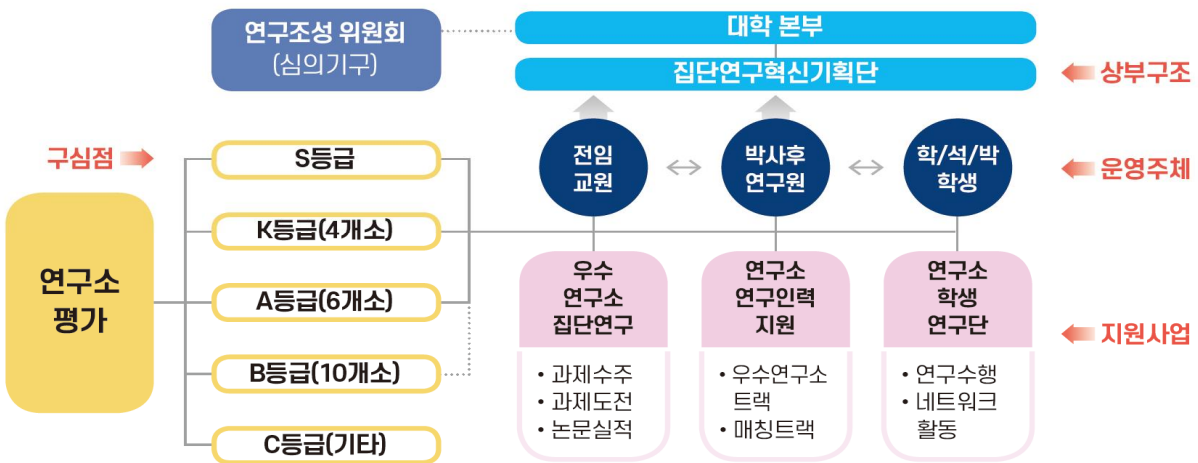 연구조성 위원회
(심의기구)
대학 본부
집단연구혁신기획단
상부구조
구심점
S등급
K등급(4개소)
A등급(6개소)
B등급(10개소)
C등급(기타)
연구소
평가
전임
교원
박사후
연구원
학/석/박
학생
운영주체
우수
연구소
집단연구
• 과제수주
• 과제도전
• 논문실적
연구소
연구인력
지원
• 우수연구소
트랙
• 매칭트랙
연구소
학생
연구단
• 연구수행
• 네트워크
활동
지원사업